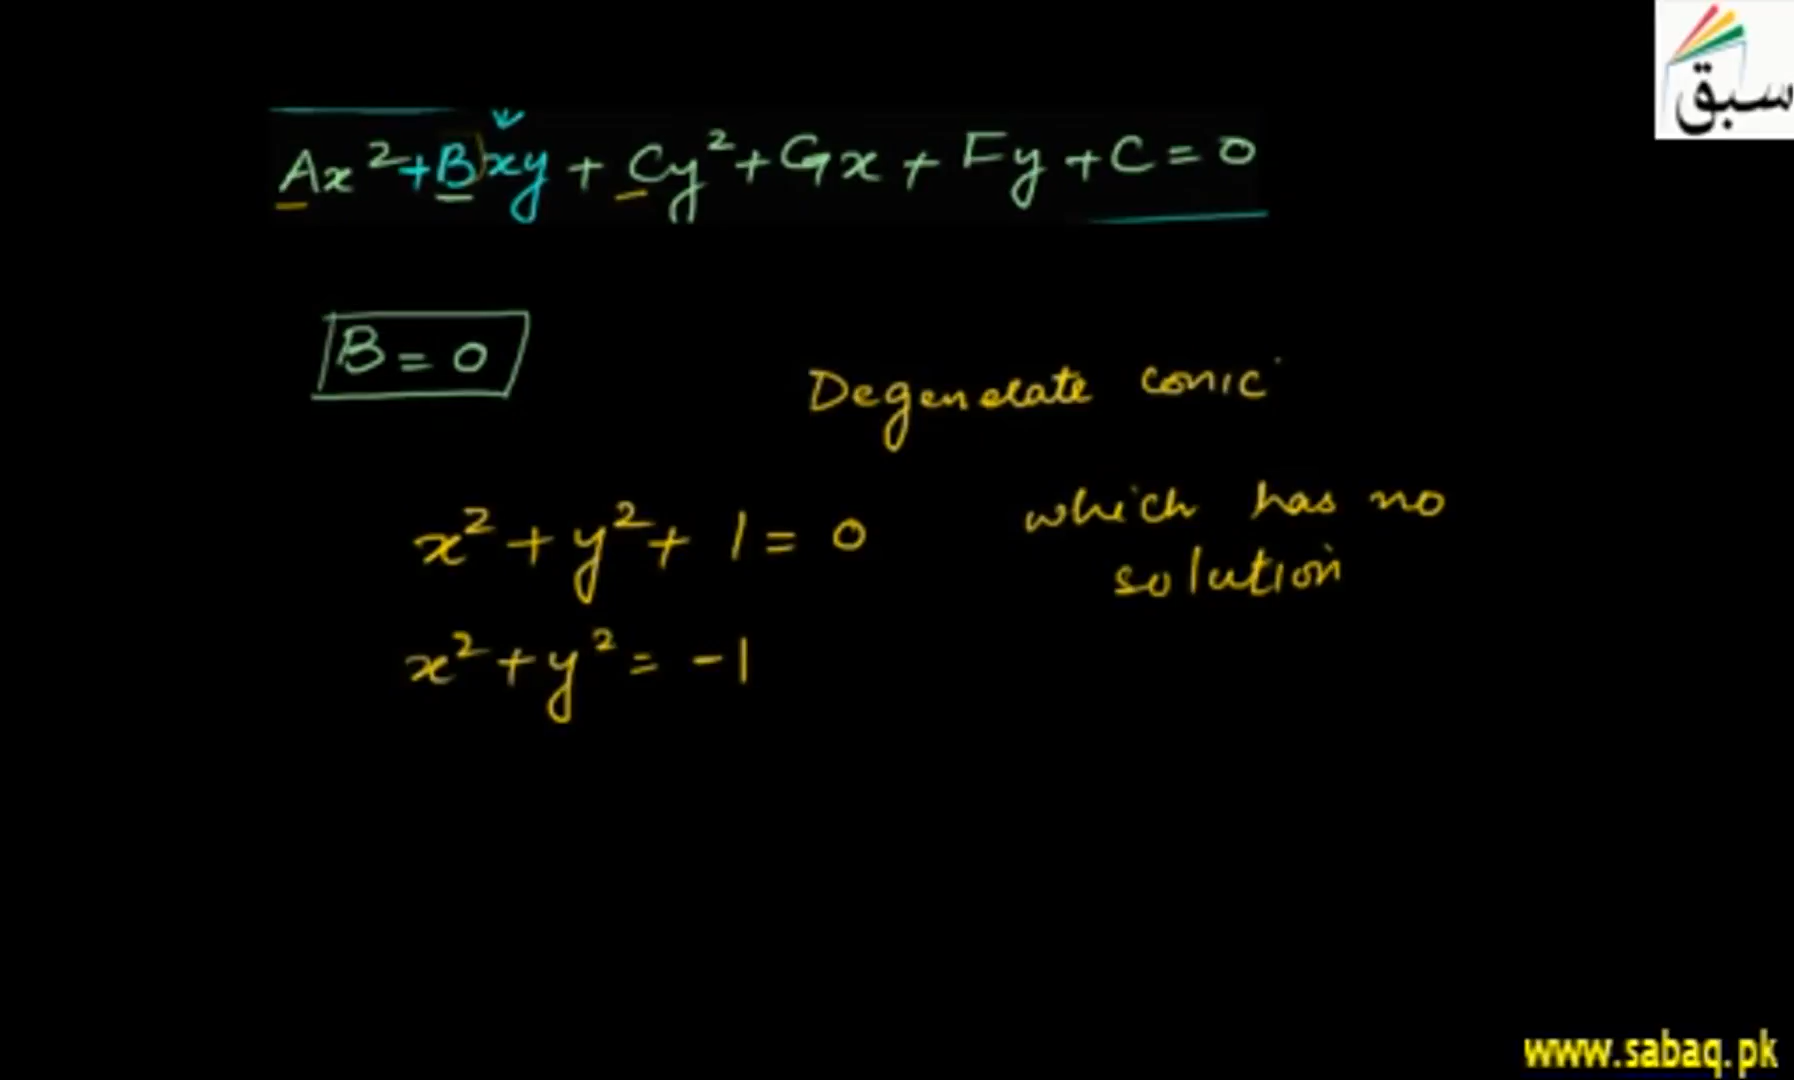 سبق
Ax²+Bxy + Cy²+Gx + Fy +C=0
B=0
Degenerate conic
x²+y²+1=0
which has no
solution
x²+y²=-1
www.sabaq.pk